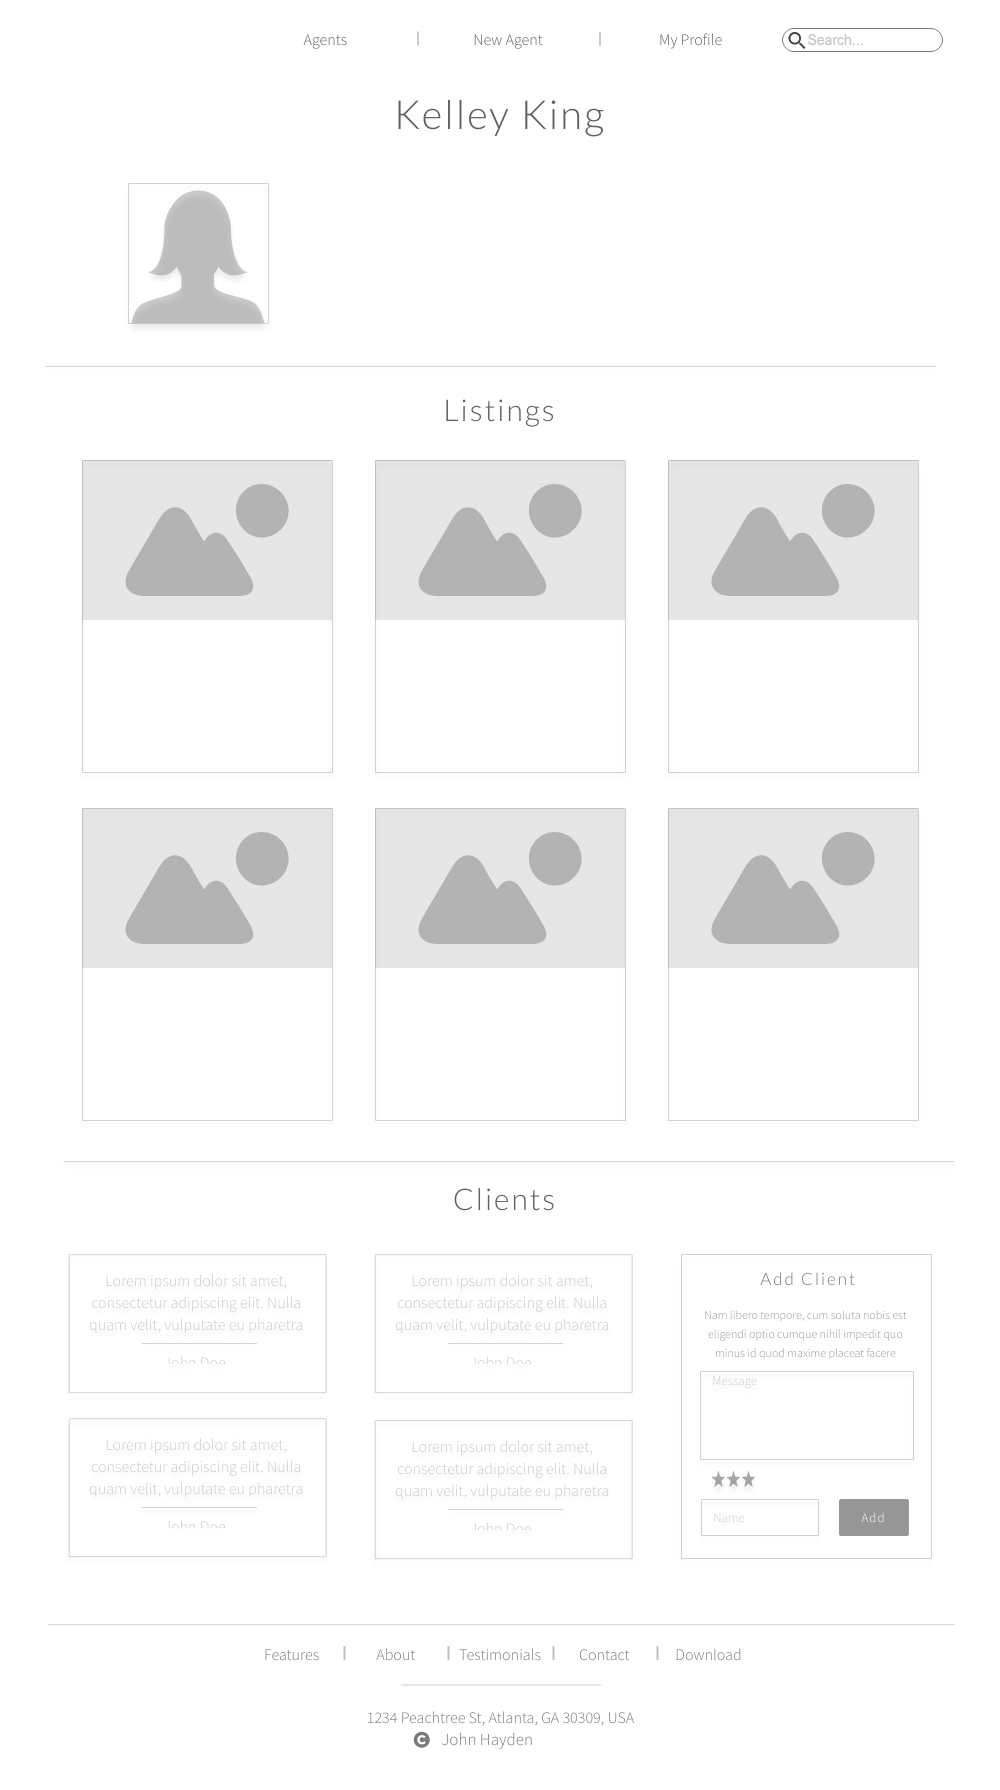 Agents | New Agent | My Profile Search...
Kelley King
Listings
Clients
Lorem ipsum dolor sit amet,
consectetur adipiscing elit. Nulla
quam velit, vulputate eu pharetra
John Doe
Lorem ipsum dolor sit amet,
consectetur adipiscing elit. Nulla
quam velit, vulputate eu pharetra
John Doe
Lorem ipsum dolor sit amet,
consectetur adipiscing elit. Nulla
quam velit, vulputate eu pharetra
John Doe
Lorem ipsum dolor sit amet,
consectetur adipiscing elit. Nulla
quam velit, vulputate eu pharetra
John Doe
Add Client
Nam libero tempore, cum soluta nobis est
eligendi optio cumque nihil impedit quo
minus id quod maxime placeat facere
Message
Name
Add
Features | About | Testimonials | Contact | Download
1234 Peachtree St, Atlanta, GA 30309, USA
© John Hayden